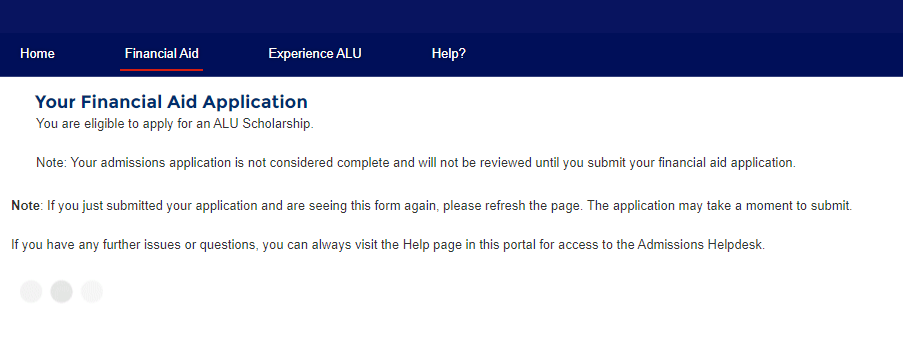 Home Financial Aid Experience ALU Help?
Your Financial Aid Application
You are eligible to apply for an ALU Scholarship.
Note: Your admissions application is not considered complete and will not be reviewed until you submit your financial aid application.
Note: If you just submitted your application and are seeing this form again, please refresh the page. The application may take a moment to submit.
If you have any further issues or questions, you can always visit the Help page in this portal for access to the Admissions Helpdesk.